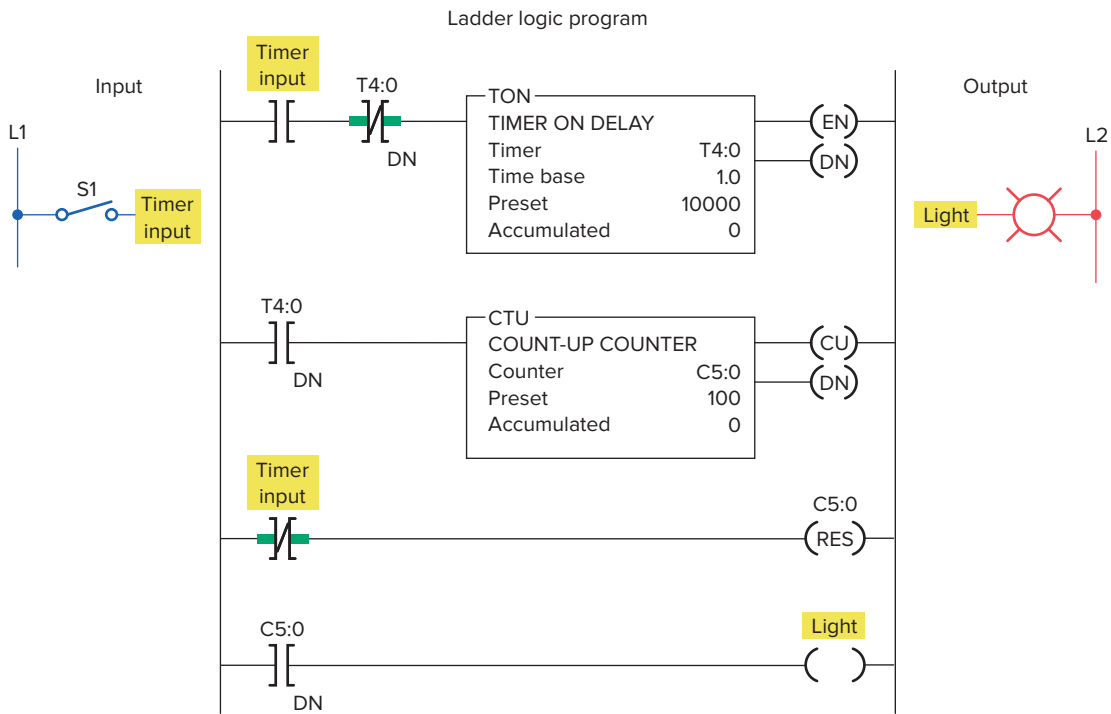 Ladder logic program
Input
Output
L1
S1
Timer
input
L2
Light
Timer
input
T4:0
DN
TON
TIMER ON DELAY
Timer T4:0
Time base 1.0
Preset 10000
Accumulated 0
EN
DN
T4:0
DN
CTU
COUNT-UP COUNTER
Counter C5:0
Preset 100
Accumulated 0
CU
DN
Timer
input
C5:0
RES
C5:0
DN
Light